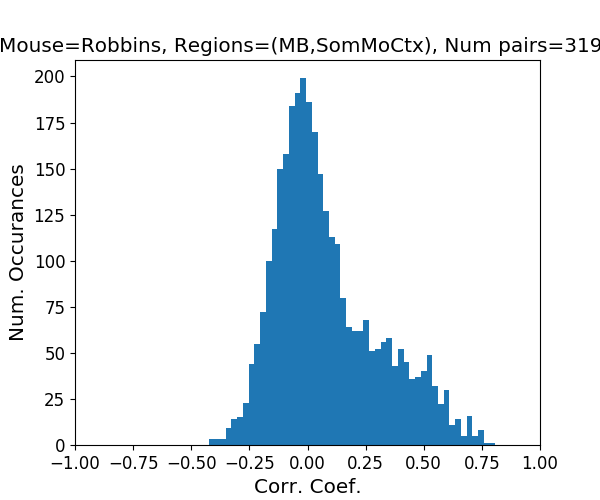 Mouse=Robbins, Regions=(MB,SomMoCtx), Num pairs=319
200
175
150
125
100
75
50
25
0
Num. Occurances
−1.00 −0.75 −0.50 −0.25 0.00 0.25 0.50 0.75 1.00
Corr. Coef.